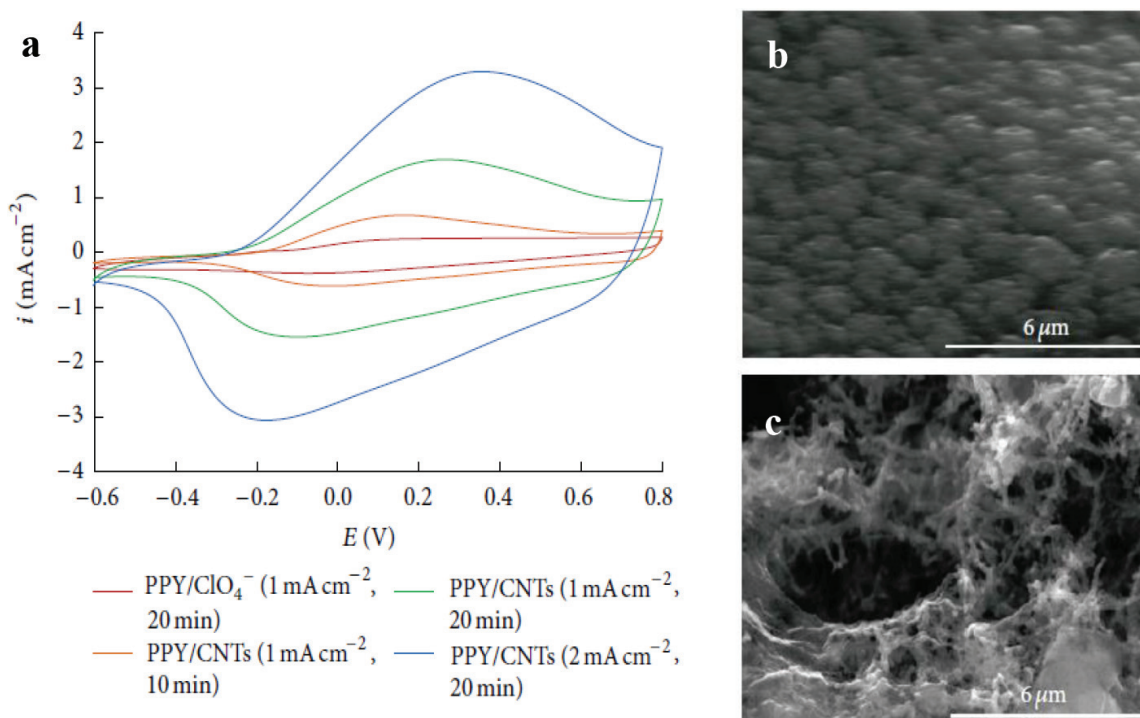 a
4
3
2
1
0
−1
−2
−3
−4
i (mA cm⁻²)
−0.6 −0.4 −0.2 0.0 0.2 0.4 0.6 0.8
E (V)
PPY/ClO₄⁻ (1 mA cm⁻²,
20 min)
PPY/CNTs (1 mA cm⁻²,
10 min)
PPY/CNTs (1 mA cm⁻²,
20 min)
PPY/CNTs (2 mA cm⁻²,
20 min)
b
6 μm
c
6 μm